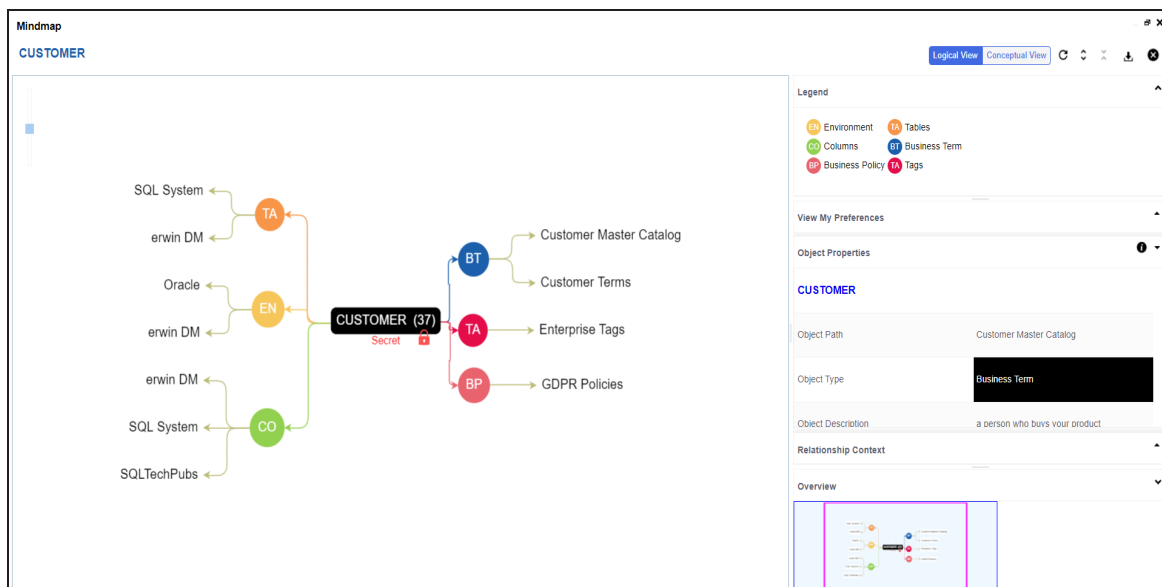 Mindmap
CUSTOMER
Logical View Conceptual View
Legend
EN Environment TA Tables
CO Columns BT Business Term
BP Business Policy TA Tags
View My Preferences
Object Properties
CUSTOMER
Object Path Customer Master Catalog
Object Type Business Term
Object Description a person who buys your product
Relationship Context
Overview
SQL System
TA
erwin DM
Oracle
EN
erwin DM
erwin DM
SQL System
CO
SQLTechPubs
CUSTOMER (37)
Secret
BT
Customer Master Catalog
Customer Terms
TA
Enterprise Tags
BP
GDPR Policies